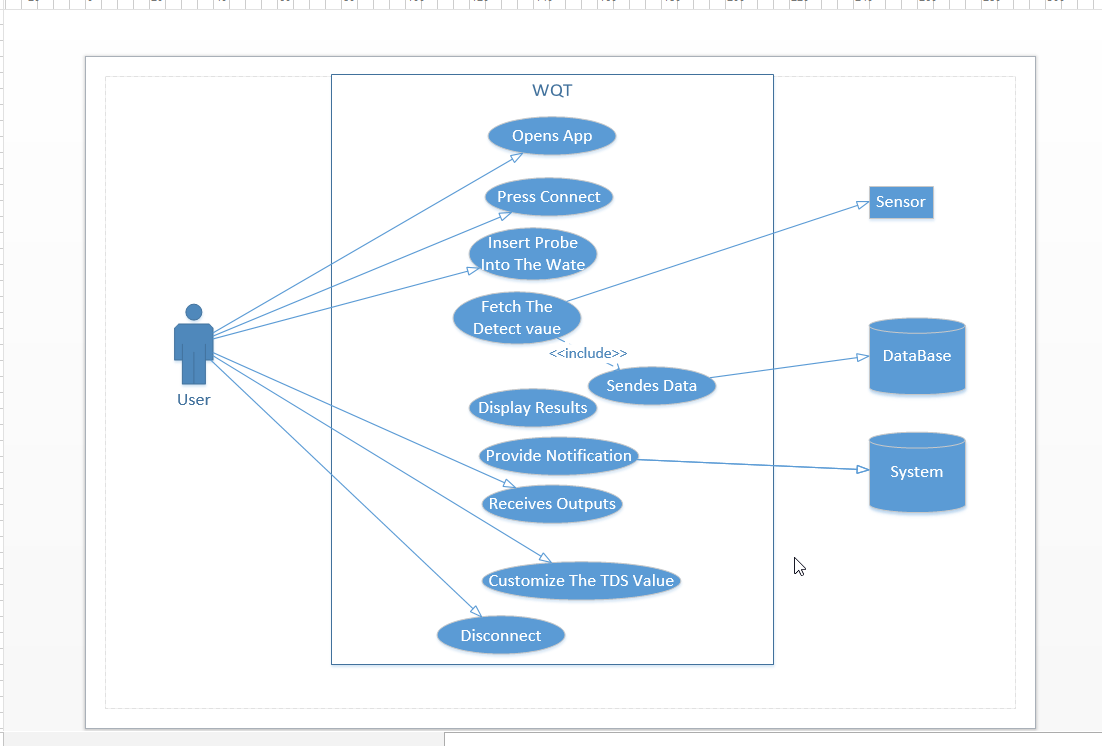 WQT
Opens App
Press Connect
Insert Probe
Into The Wate
Sensor
Fetch The
Detect vaue
<<include>>
DataBase
Sendes Data
User
Display Results
Provide Notification
System
Receives Outputs
Customize The TDS Value
Disconnect